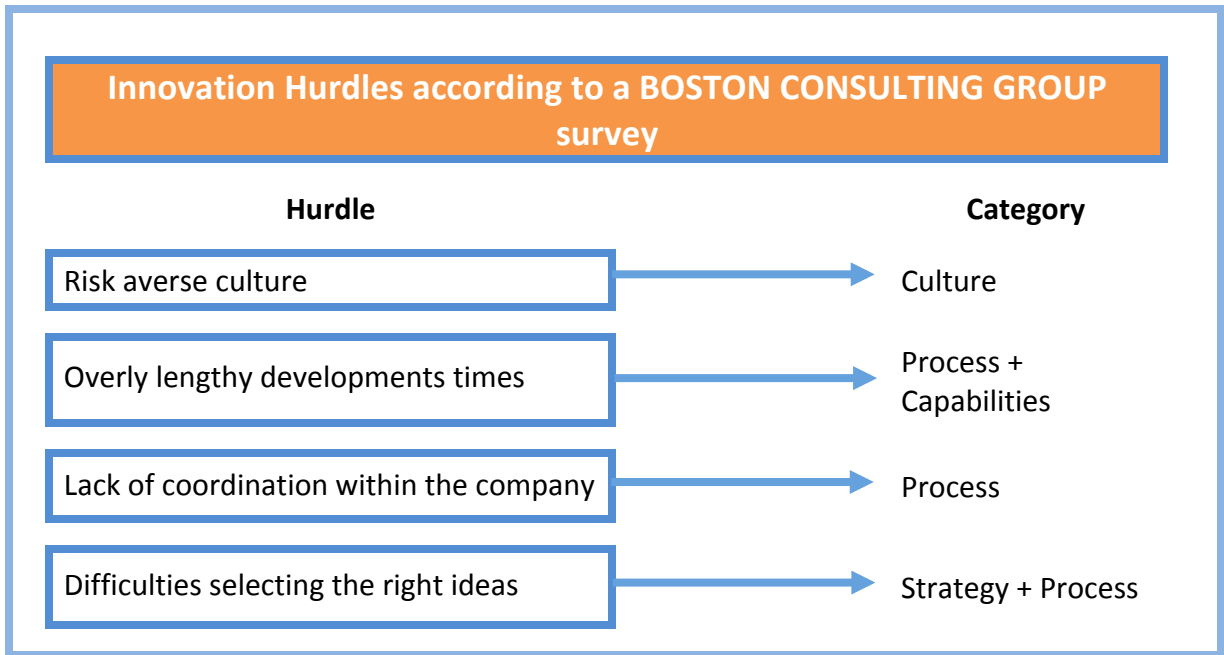 Innovation Hurdles according to a BOSTON CONSULTING GROUP
survey
Hurdle
Category
Risk averse culture
Culture
Overly lengthy developments times
Process +
Capabilities
Lack of coordination within the company
Process
Difficulties selecting the right ideas
Strategy + Process